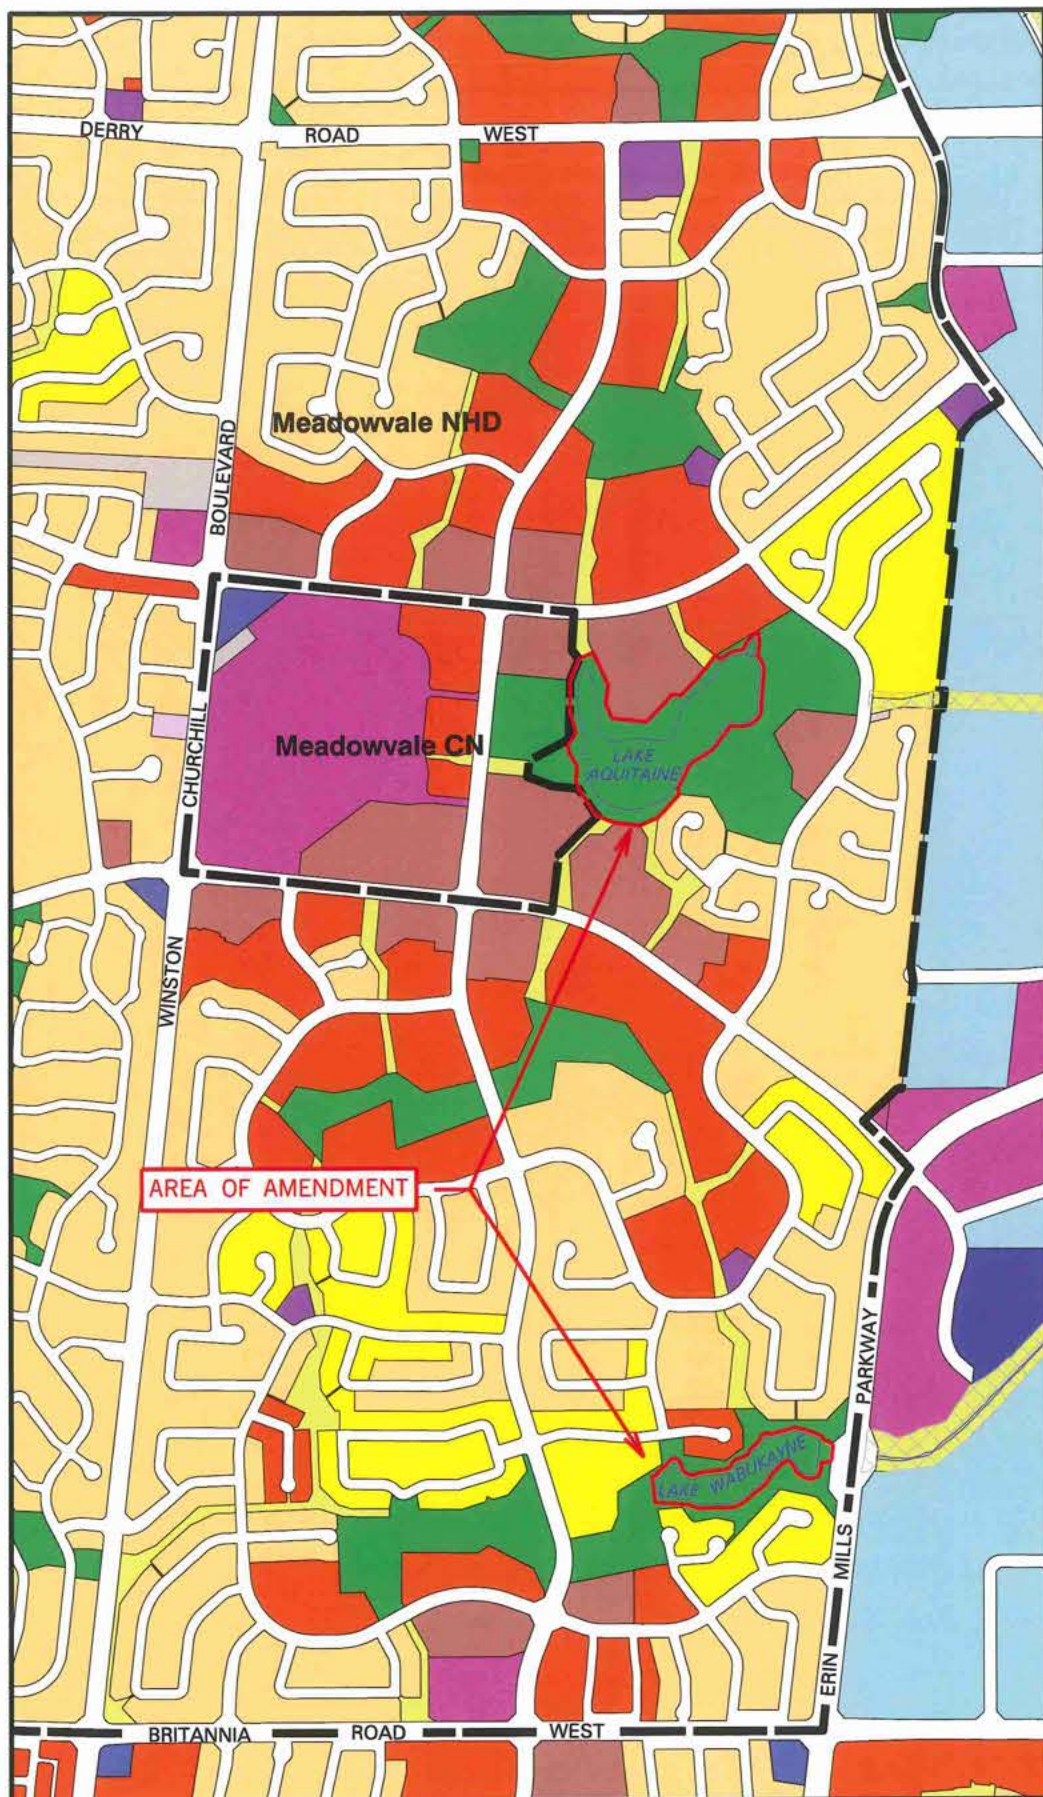 DERRY ROAD WEST
BOULEVARD
Meadowvale NHD
CHURCHILL
Meadowvale CN
LAKE
AQUITAINE
WINSTON
AREA OF AMENDMENT
PARKWAY
LAKE WABUKAYNE
MILLS
ERIN
BRITANNIA ROAD WEST